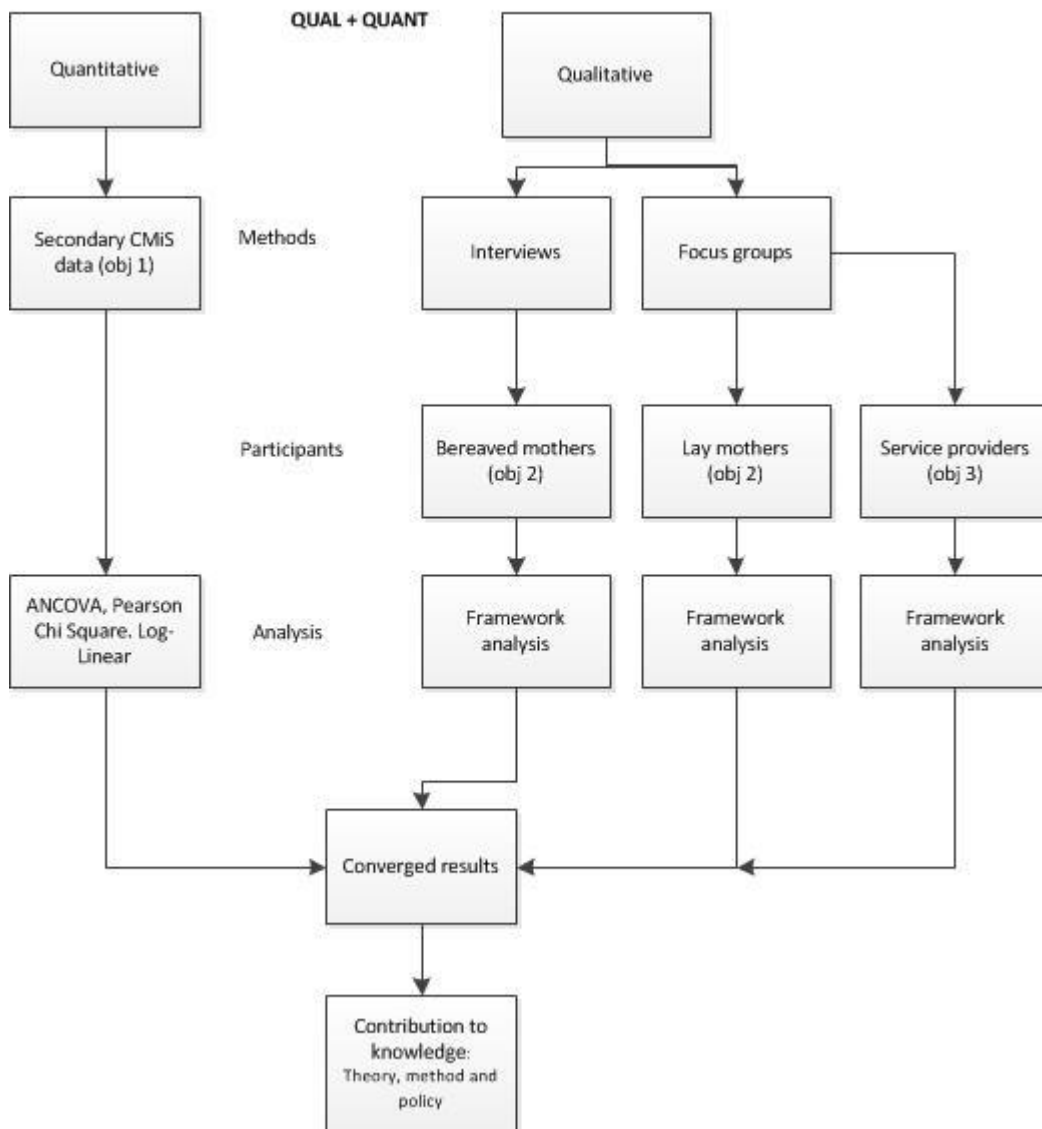 QUAL + QUANT
Quantitative
Qualitative
Secondary CMiS
data (obj 1)
Methods
Interviews
Focus groups
Participants
Bereaved mothers
(obj 2)
Lay mothers
(obj 2)
Service providers
(obj 3)
ANCOVA, Pearson
Chi Square. Log-
Linear
Analysis
Framework
analysis
Framework
analysis
Framework
analysis
Converged results
Contribution to
knowledge:
Theory, method and
policy